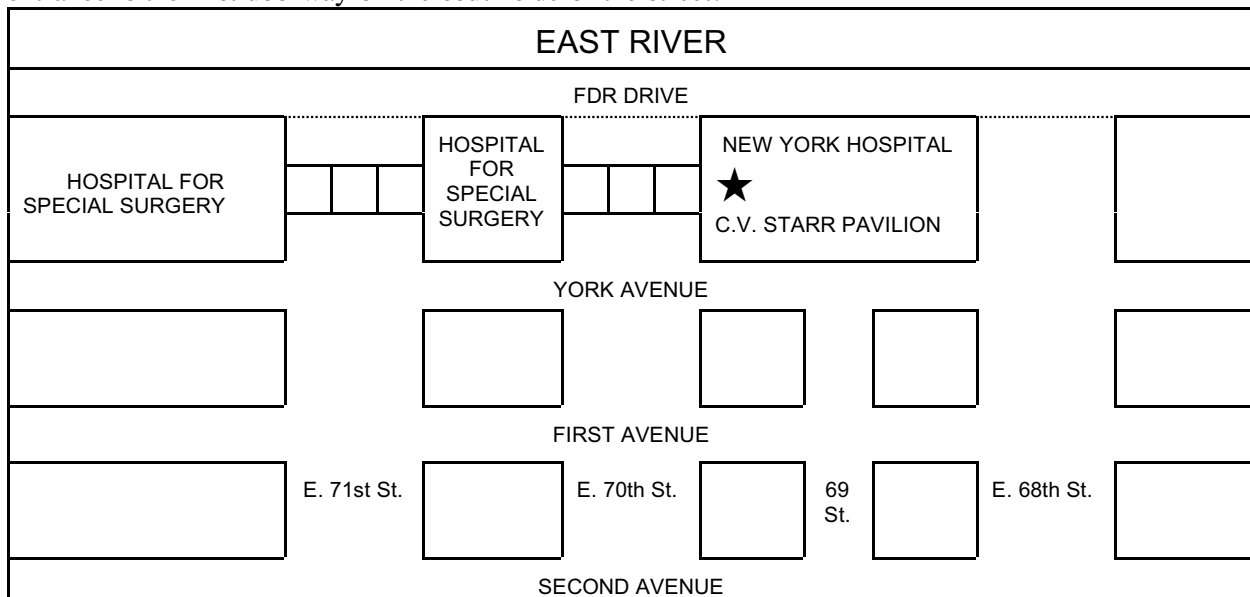 EAST RIVER
FDR DRIVE
HOSPITAL FOR
SPECIAL SURGERY
HOSPITAL
FOR
SPECIAL
SURGERY
NEW YORK HOSPITAL
C.V. STARR PAVILION
YORK AVENUE
FIRST AVENUE
E. 71st St.
E. 70th St.
69
St.
E. 68th St.
SECOND AVENUE